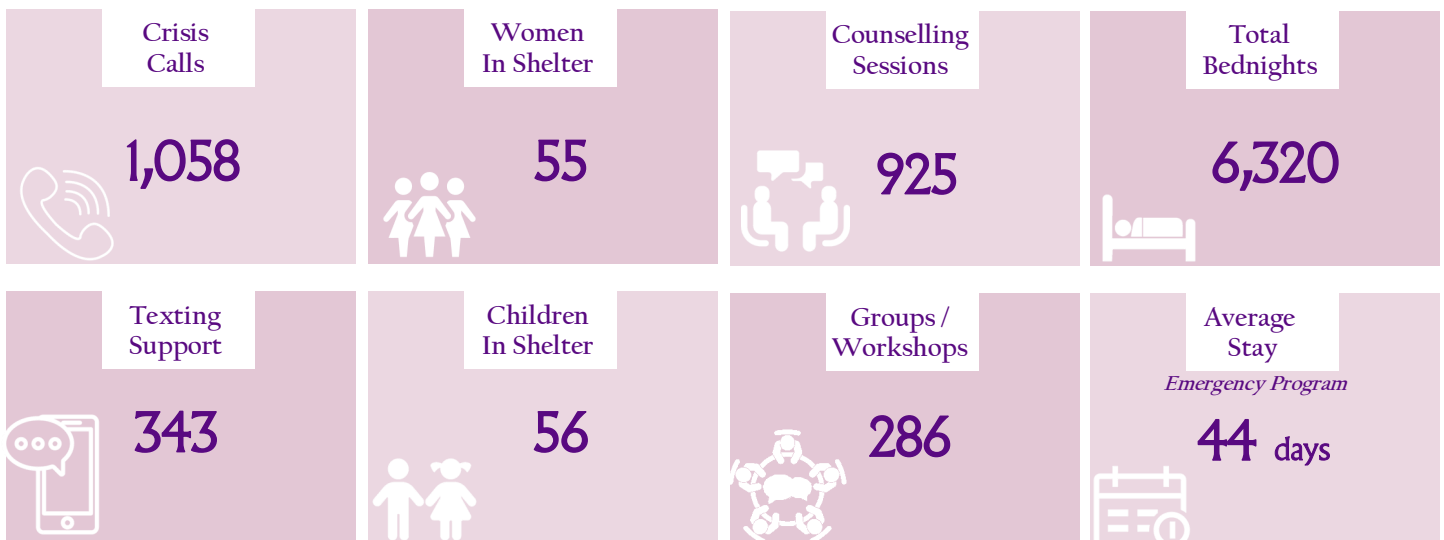 Crisis
Calls
1,058
Women
In Shelter
55
Counselling
Sessions
925
Total
Bednights
6,320
Texting
Support
343
Children
In Shelter
56
Groups /
Workshops
286
Average
Stay
Emergency Program
44 days